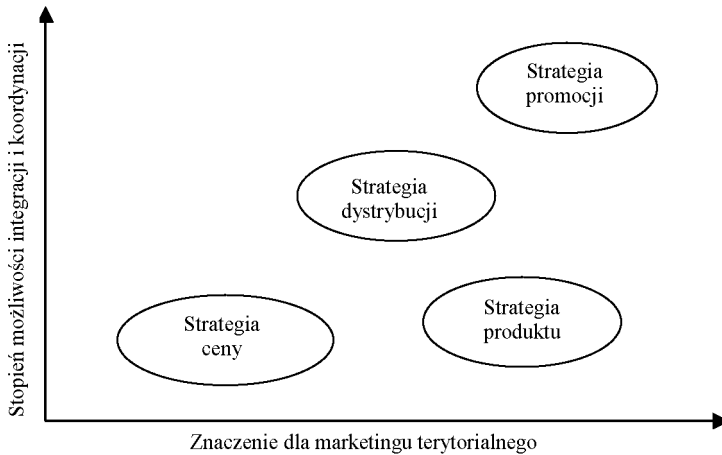 Stopień możliwości integracji i koordynacji
Strategia
promocji
Strategia
dystrybucji
Strategia
ceny
Strategia
produktu
Znaczenie dla marketingu terytorialnego